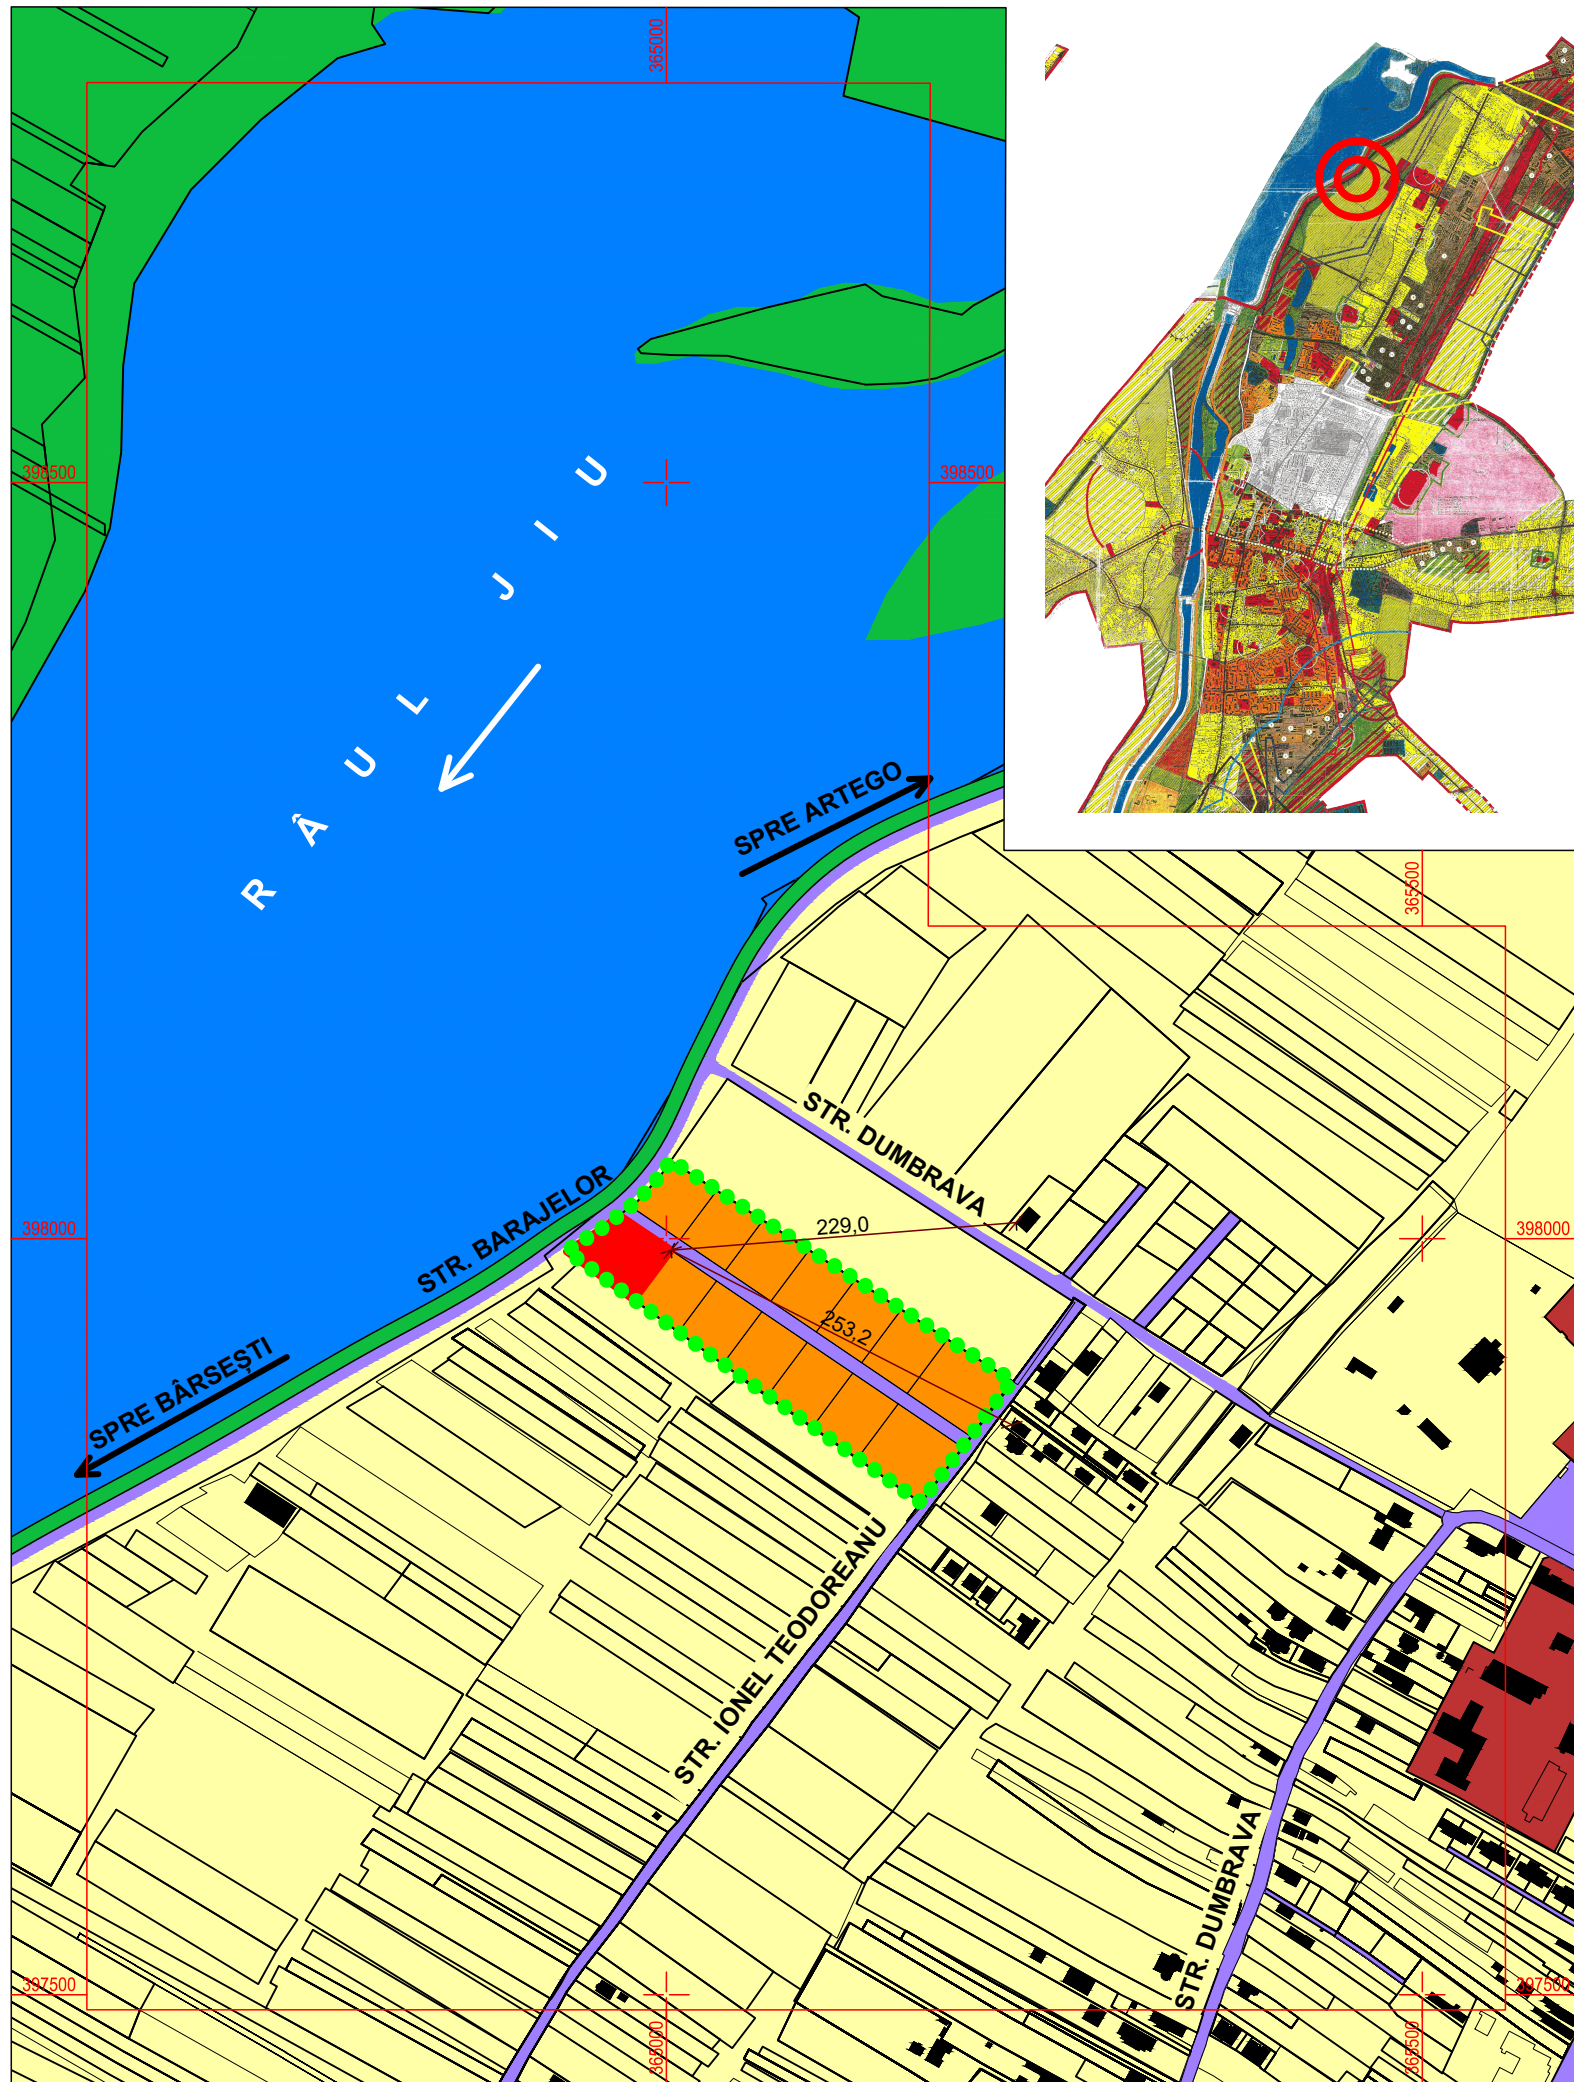 365000
398500
398500
RÂUL JIU
SPRE ARTEGO
365500
STR. DUMBRAVA
STR. BARAJELOR
398000
229,0
398000
253,2
SPRE BÂRSEȘTI
STR. IONEL TEODOREANU
STR. DUMBRAVA
397500
397500
365000
365500